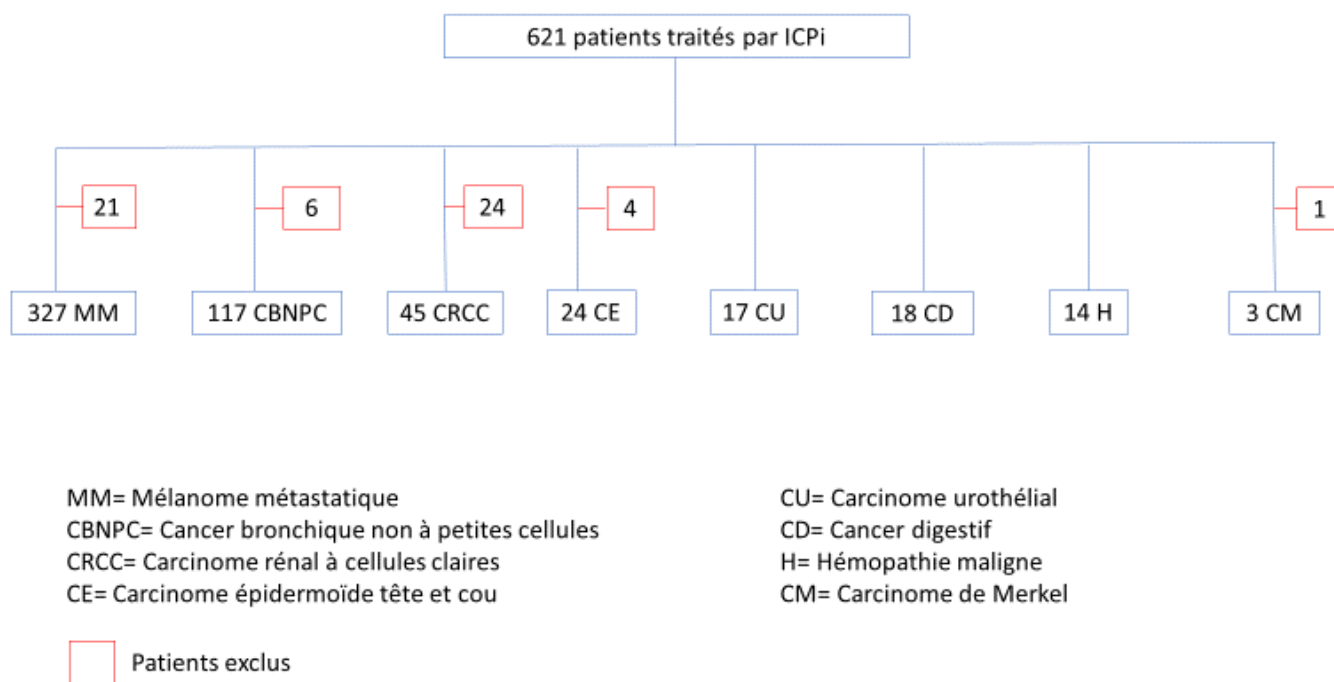 621 patients traités par ICPi
21
6
24
4
1
327 MM
117 CBNPC
45 CRCC
24 CE
17 CU
18 CD
14 H
3 CM
MM= Mélanome métastatique
CBNPC= Cancer bronchique non à petites cellules
CRCC= Carcinome rénal à cellules claires
CE= Carcinome épidermoïde tête et cou
CU= Carcinome urothélial
CD= Cancer digestif
H= Hémopathie maligne
CM= Carcinome de Merkel
Patients exclus